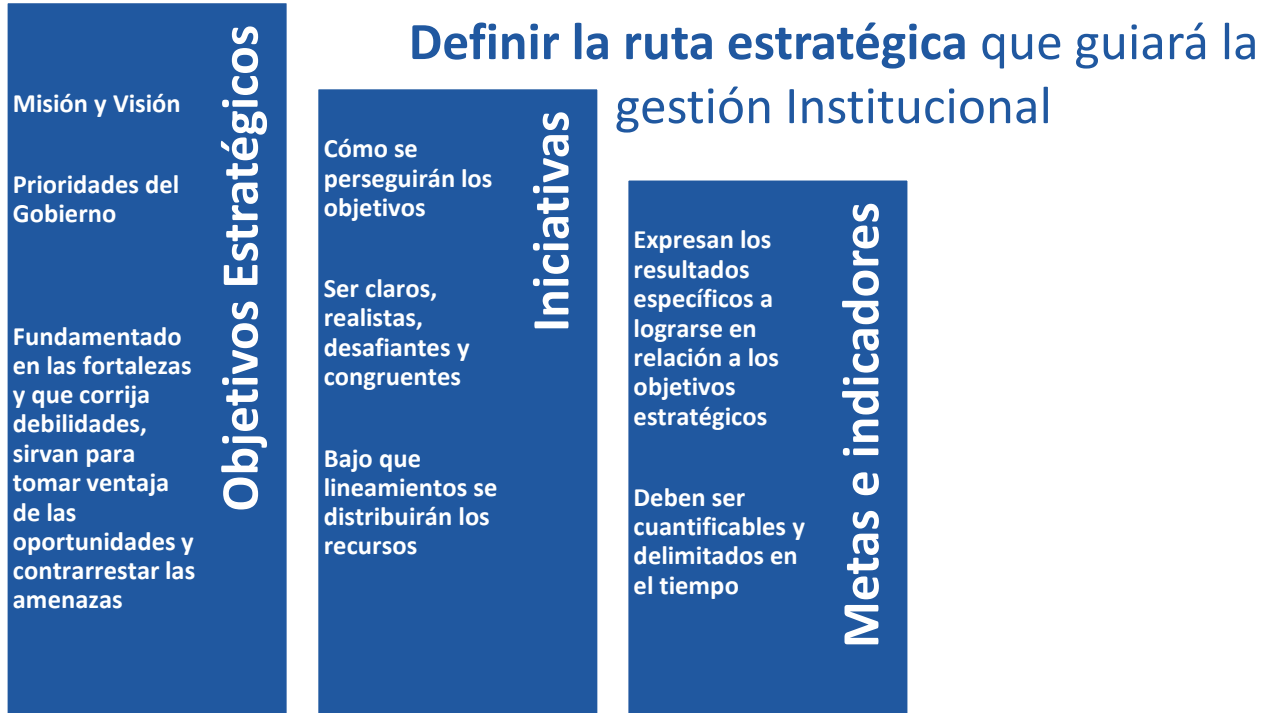 Definir la ruta estratégica que guiará la
gestión Institucional
Objetivos Estratégicos
Misión y Visión
Prioridades del
Gobierno
Fundamentado
en las fortalezas
y que corrija
debilidades,
sirvan para
tomar ventaja
de las
oportunidades y
contrarrestar las
amenazas
Iniciativas
Cómo se
perseguirán los
objetivos
Ser claros,
realistas,
desafiantes y
congruentes
Bajo que
lineamientos se
distribuirán los
recursos
Metas e indicadores
Expresan los
resultados
específicos a
lograrse en
relación a los
objetivos
estratégicos
Deben ser
cuantificables y
delimitados en
el tiempo